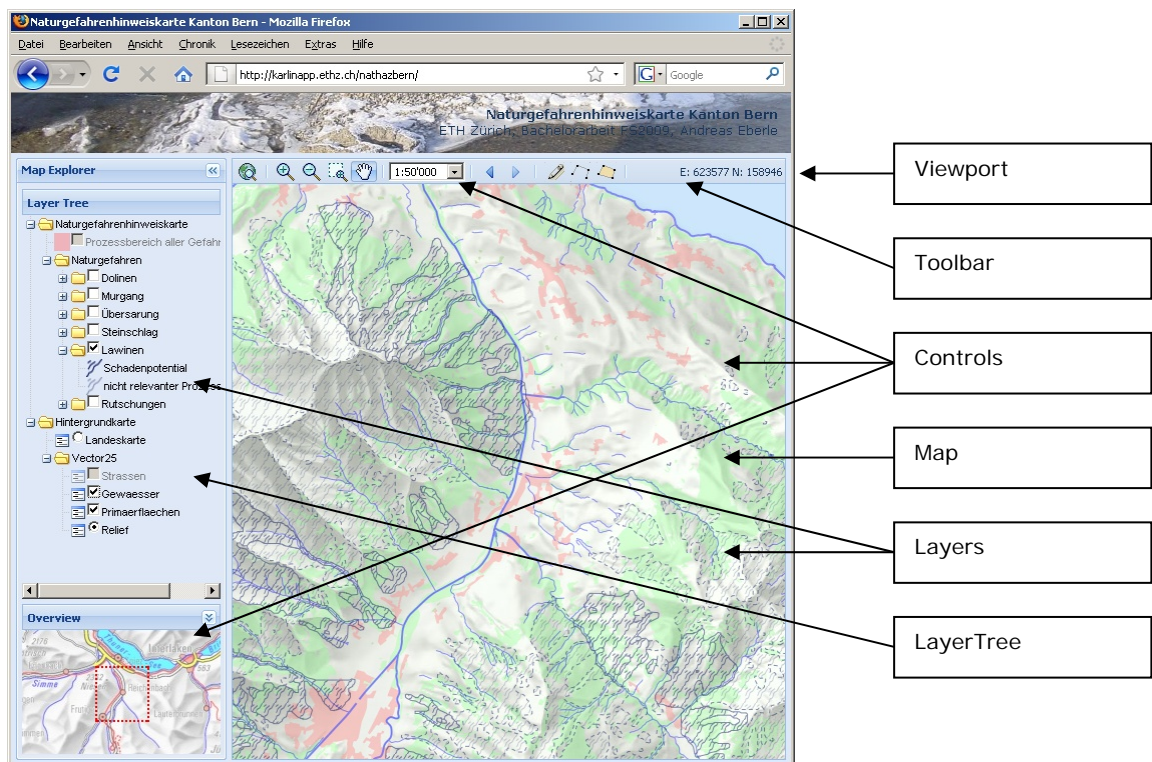 Naturgefahrenhinweiskarte Kanton Bern - Mozilla Firefox
Datei Bearbeiten Ansicht Chronik Lesezeichen Extras Hilfe
http://karlinapp.ethz.ch/nathazbern/
G Google
Naturgefahrenhinweiskarte Kanton Bern
ETH Zürich, Bachelorarbeit FS2009, Andreas Eberle
Map Explorer
1:50'000
E: 623577 N: 158946
Layer Tree
Naturgefahrenhinweiskarte
Prozessbereich aller Gefahr
Naturgefahren
Dolinen
Murgang
Übersarung
Steinschlag
Lawinen
Schadenpotential
nicht relevanter Prozess
Rutschungen
Hintergrundkarte
Landeskarte
Vector25
Strassen
Gewaesser
Primaerflaechen
Relief
Overview
Thuner
Simme
Viewport
Toolbar
Controls
Map
Layers
LayerTree